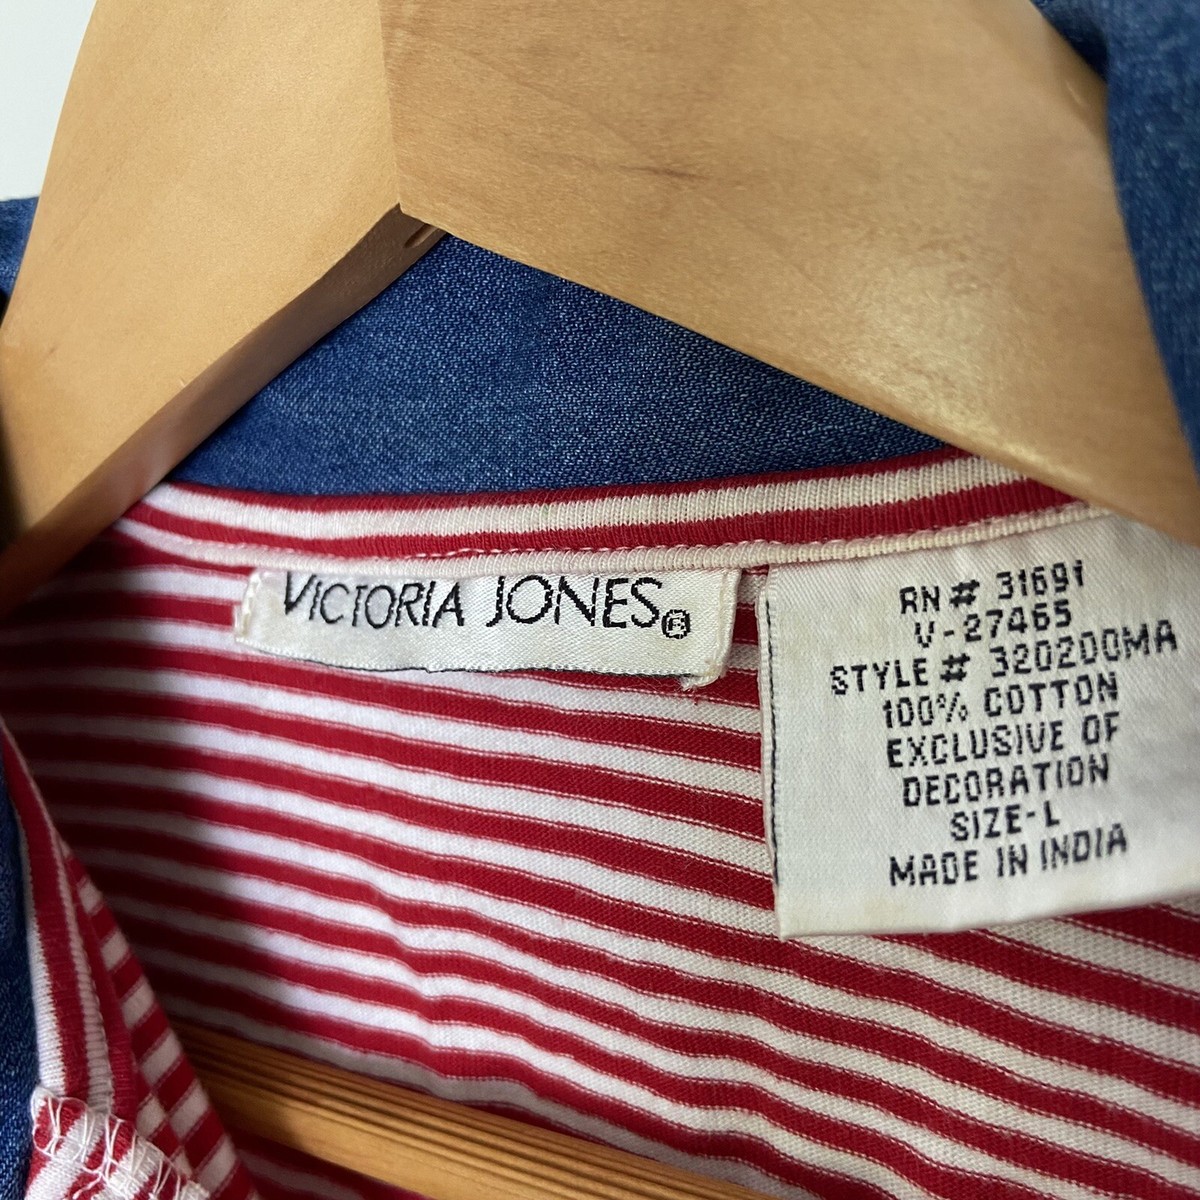 VICTORIA JONES®
RN# 31691
V-27465
STYLE# 320200MA
100% COTTON
EXCLUSIVE OF
DECORATION
SIZE-L
MADE IN INDIA